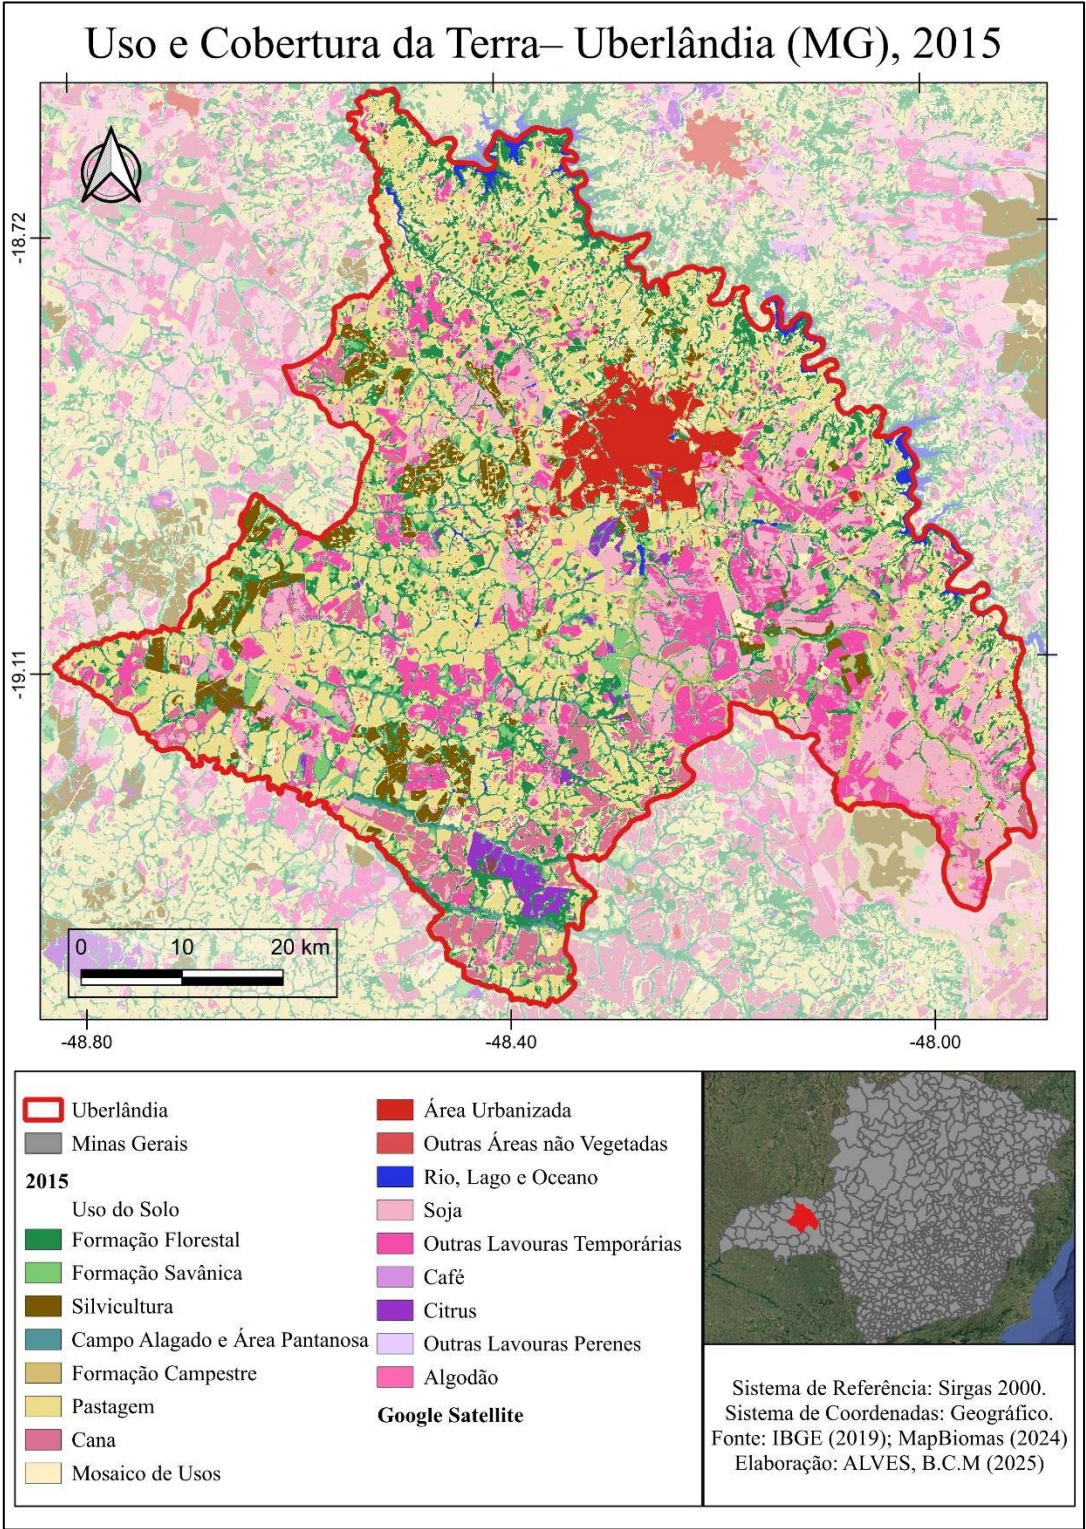 Uso e Cobertura da Terra– Uberlândia (MG), 2015
-18.72
-19.11
0 10 20 km
-48.80 -48.40 -48.00
Uberlândia
Minas Gerais
2015
Uso do Solo
Formação Florestal
Formação Savânica
Silvicultura
Campo Alagado e Área Pantanosa
Formação Campestre
Pastagem
Cana
Mosaico de Usos
Área Urbanizada
Outras Áreas não Vegetadas
Rio, Lago e Oceano
Soja
Outras Lavouras Temporárias
Café
Citrus
Outras Lavouras Perenes
Algodão
Google Satellite
Sistema de Referência: Sirgas 2000.
Sistema de Coordenadas: Geográfico.
Fonte: IBGE (2019); MapBiomas (2024)
Elaboração: ALVES, B.C.M (2025)